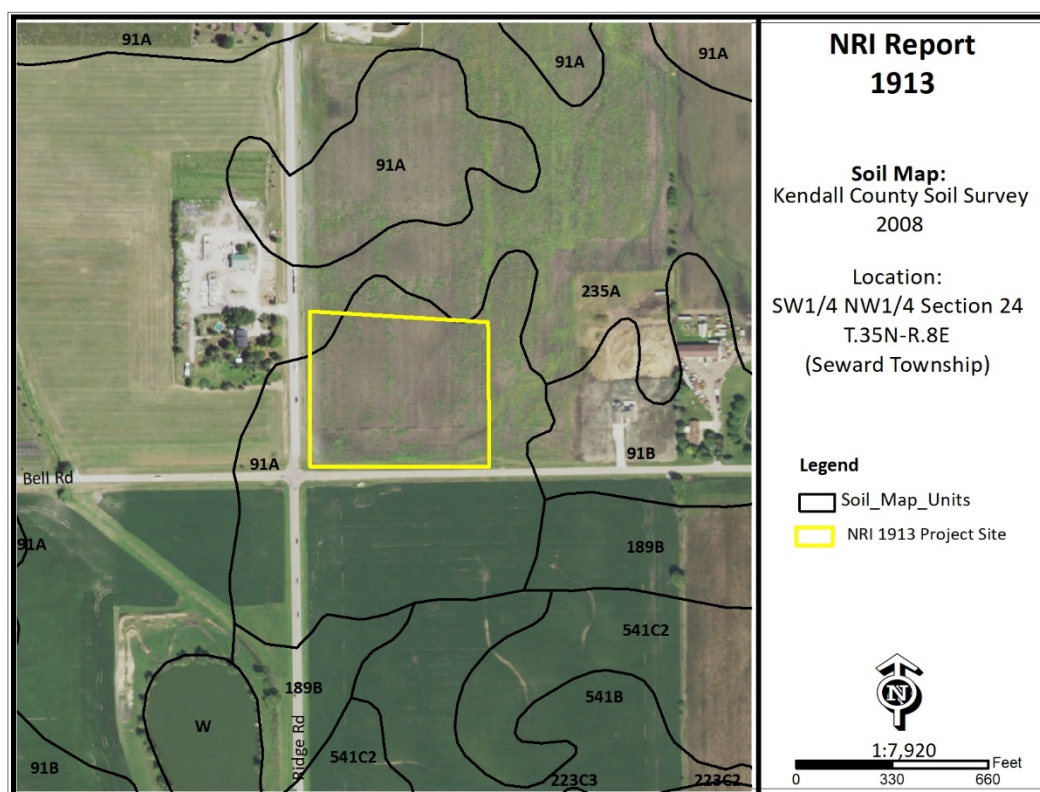 91A
91A
91A
91A
235A
91A
Bell Rd
91B
91A
189B
541C2
189B
541B
W
Ridge Rd
541C2
91B
223C3
223C2
NRI Report
1913
Soil Map:
Kendall County Soil Survey
2008
Location:
SW1/4 NW1/4 Section 24
T.35N-R.8E
(Seward Township)
Legend
Soil_Map_Units
NRI 1913 Project Site
N
1:7,920
Feet
0 330 660